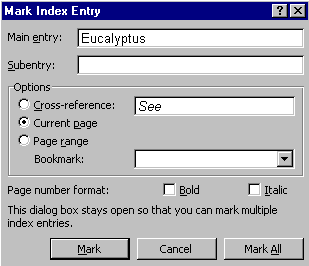 Mark Index Entry
Main entry: Eucalyptus
Subentry:
Options
Cross-reference: See
Current page
Page range
Bookmark:
Page number format: Bold Italic
This dialog box stays open so that you can mark multiple
index entries.
Mark Cancel Mark All